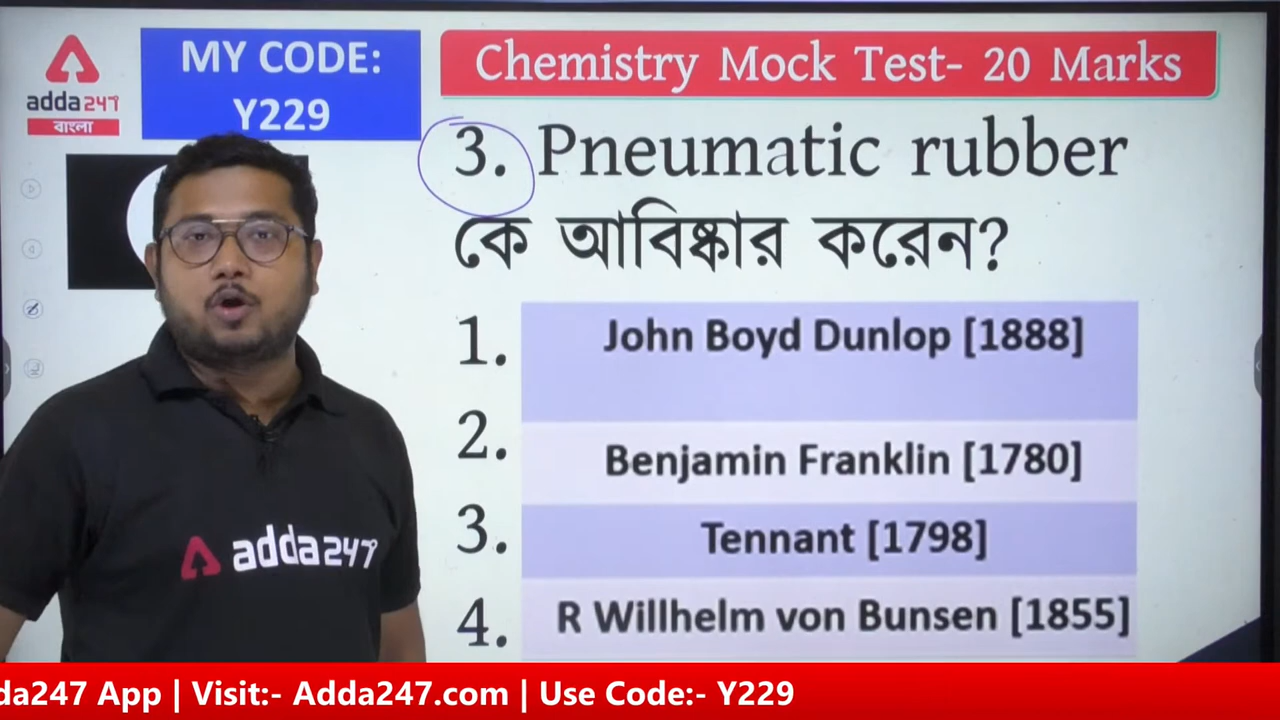 adda247
বাংলা
MY CODE:
Y229
Chemistry Mock Test- 20 Marks
3. Pneumatic rubber
কে আবিষ্কার করেন?
1. John Boyd Dunlop [1888]
2. Benjamin Franklin [1780]
3. Tennant [1798]
4. R Willhelm von Bunsen [1855]
adda247
da247 App | Visit:- Adda247.com | Use Code:- Y229